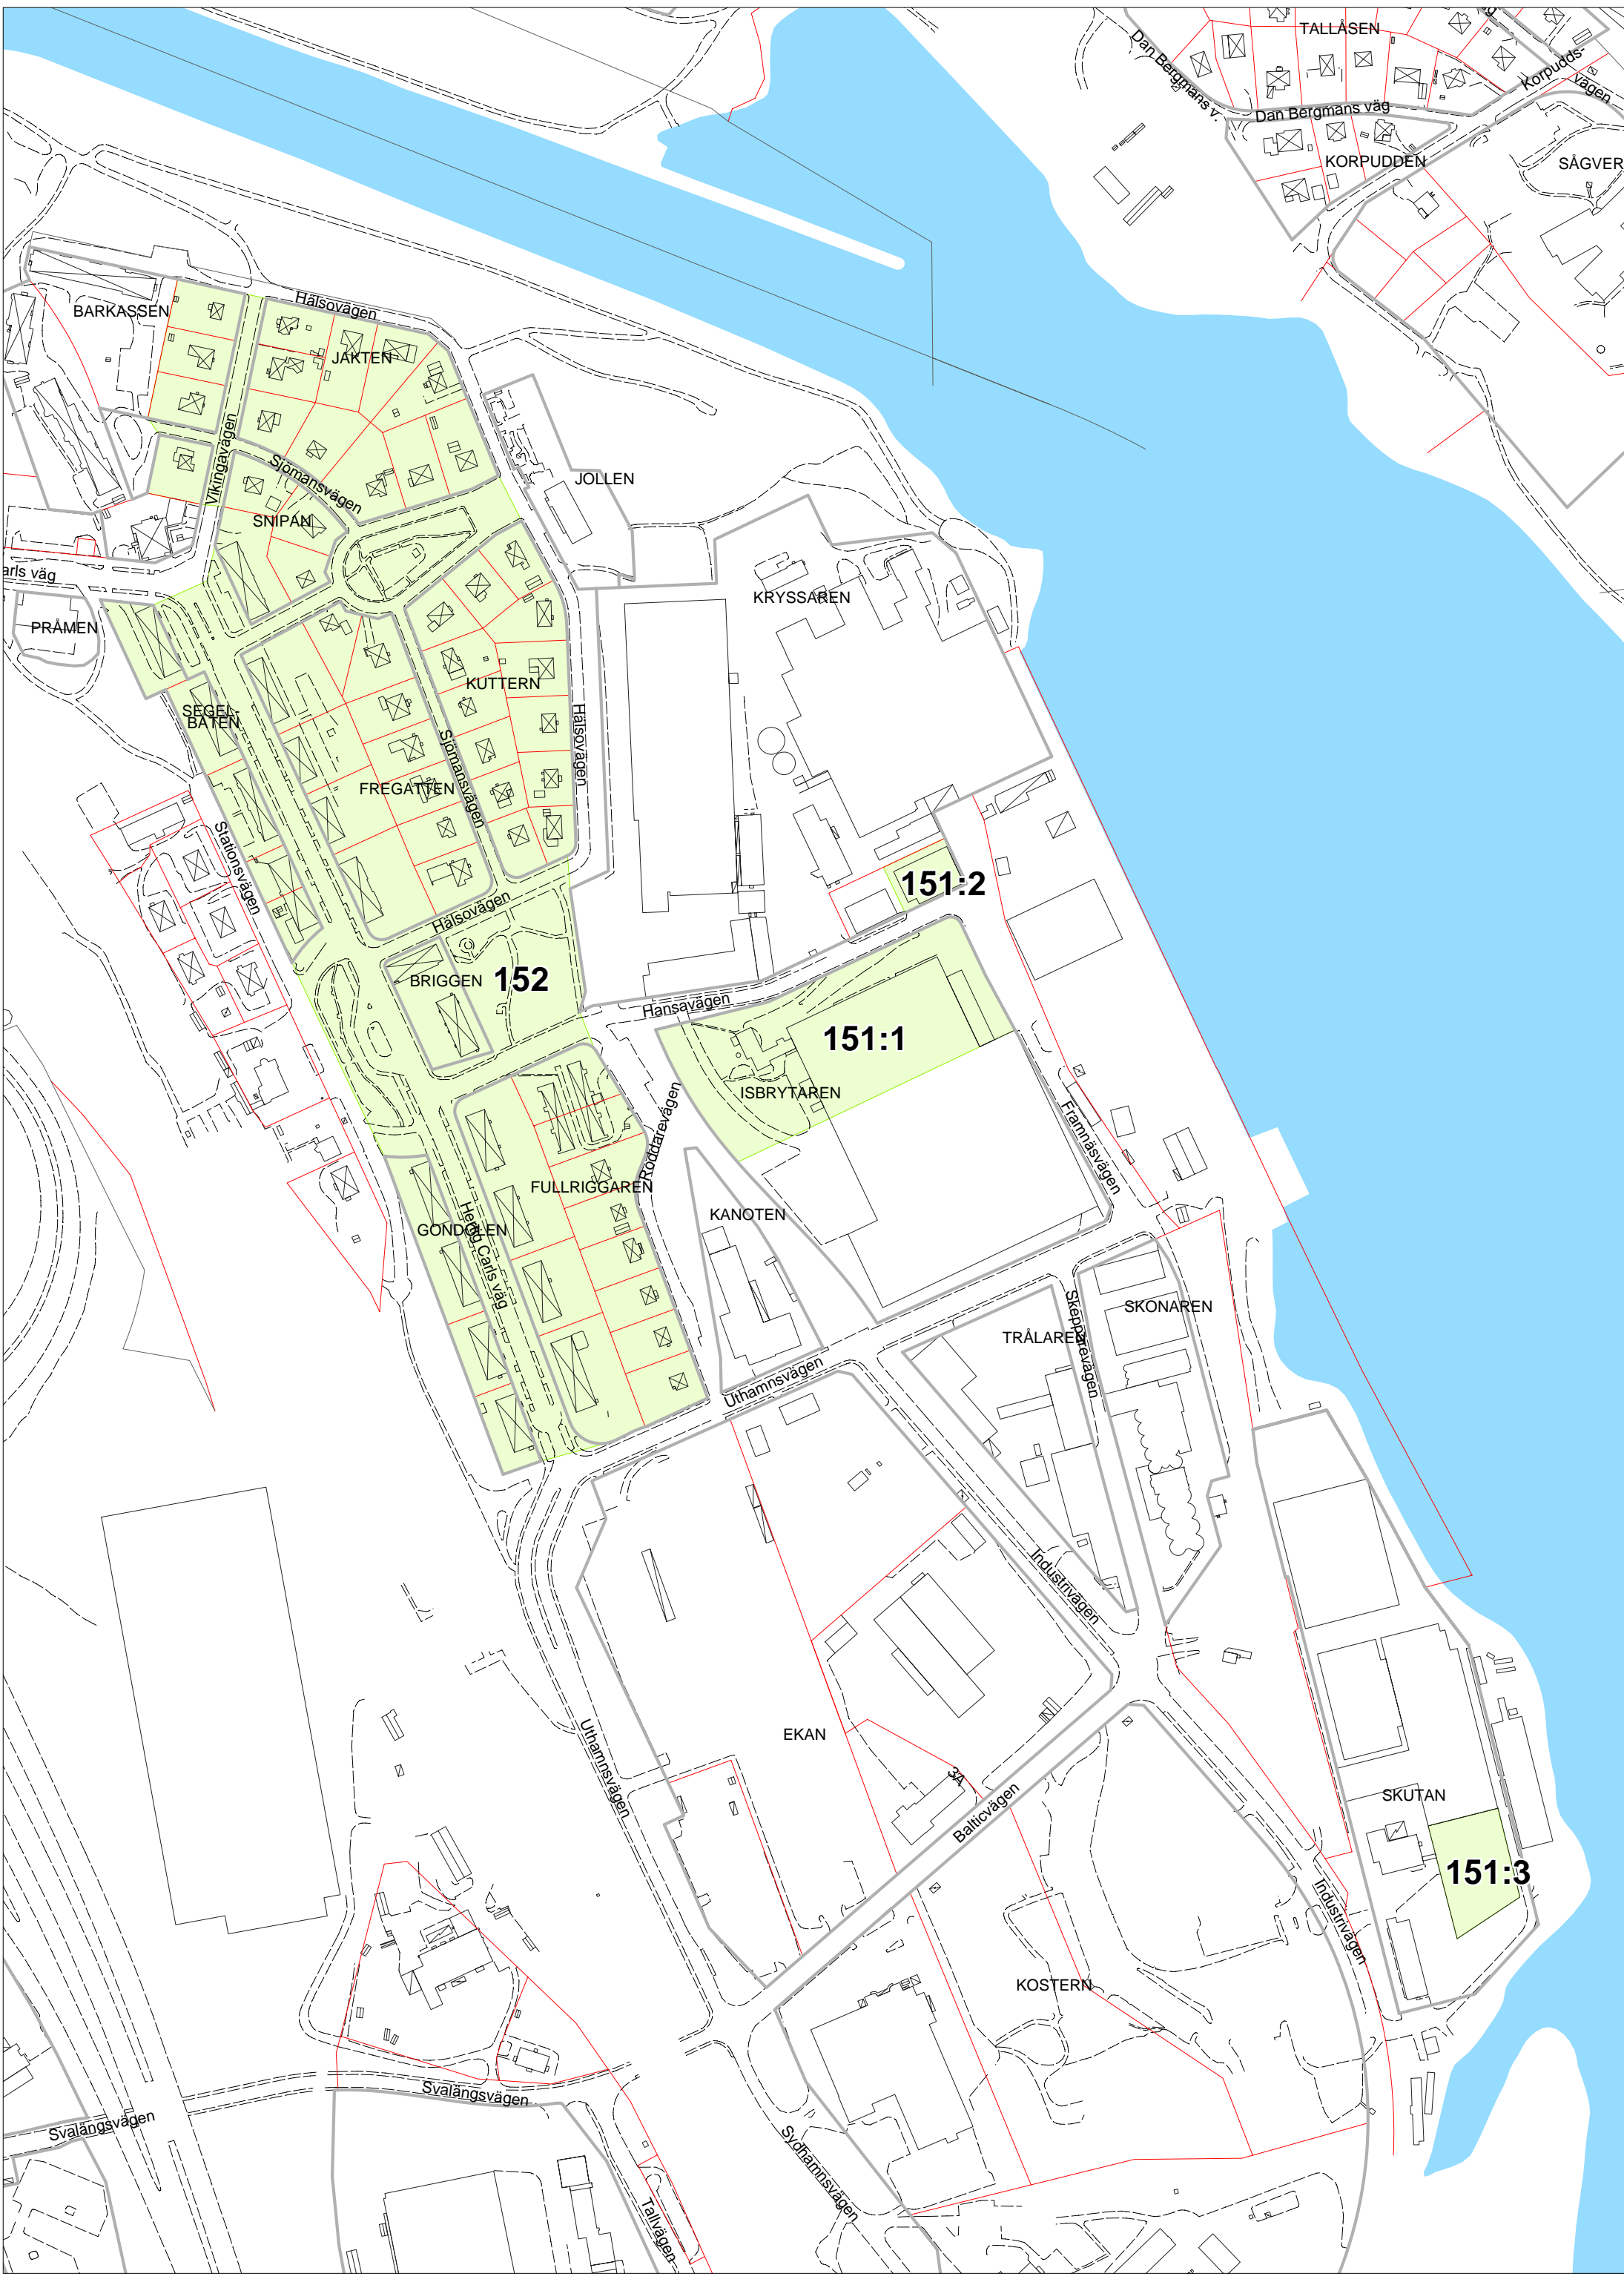 TALLÅSEN
Dan Bergmans v.
Korpudds-
vägen
Dan Bergmans väg
KORPUDDEN
SÅGVER
BARKASSEN
Hälsovägen
JAKTEN
Vikingavägen
Sjömansvägen
JOLLEN
SNIPAN
arls väg
KRYSSAREN
PRÅMEN
KUTTERN
SEGEL-
BÅTEN
Hälsovägen
Sjömansvägen
FREGATTEN
Stationsvägen
151:2
Hälsovägen
BRIGGEN
152
Hansavägen
151:1
ISBRYTAREN
Roddarevägen
Framnäsvägen
FULLRIGGAREN
KANOTEN
GONDOLEN
Hertig Carls väg
SKONAREN
Skepparevägen
TRÅLAREN
Uthamnsvägen
Industrivägen
EKAN
Uthamnsvägen
3A
Balticvägen
SKUTAN
151:3
Industrivägen
KOSTERN
Svalängsvägen
Svalängsvägen
Sydhamnsvägen
Tallvägen